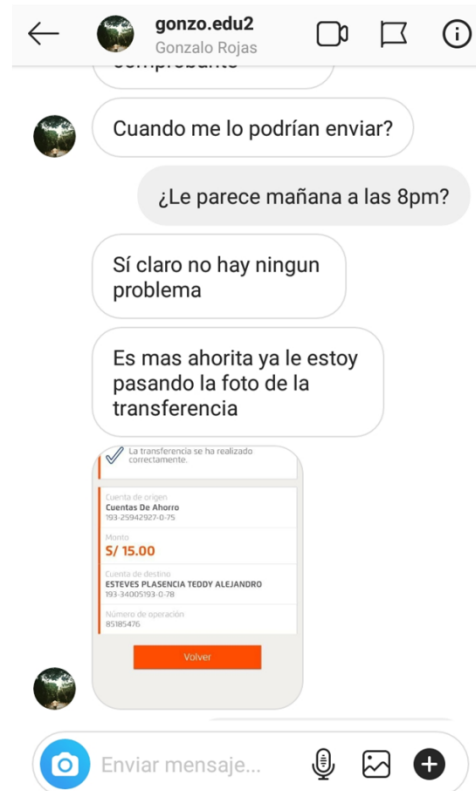 gonzo.edu2
Gonzalo Rojas
Cuando me lo podrían enviar?
¿Le parece mañana a las 8pm?
Sí claro no hay ningun
problema
Es mas ahorita ya le estoy
pasando la foto de la
transferencia
La transferencia se ha realizado
correctamente.
Cuenta de origen
Cuentas De Ahorro
193-25942927-0-75
Monto
S/ 15.00
Cuenta de destino
ESTEVES PLASENCIA TEDDY ALEJANDRO
193-34005193-0-78
Número de operación
85185476
Volver
Enviar mensaje...